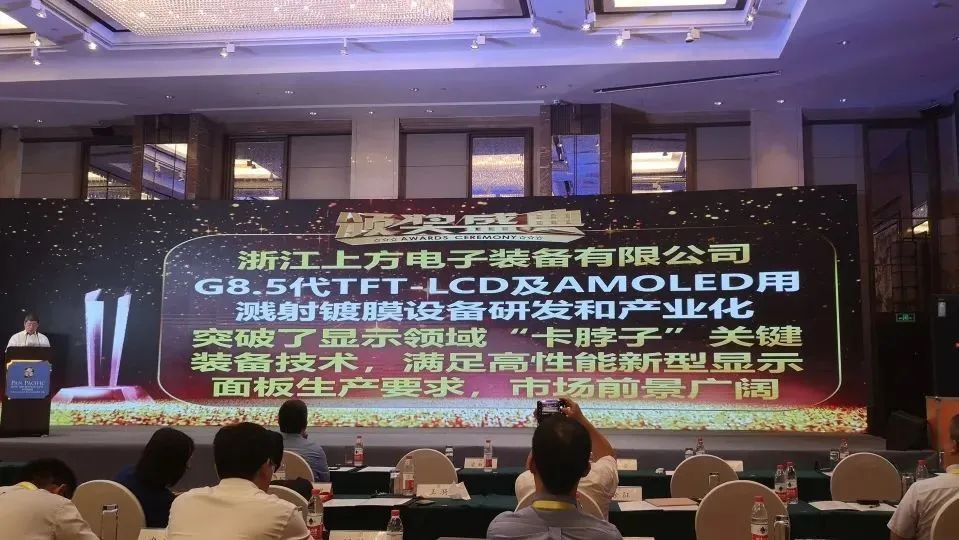 颁奖盛典
☆☆☆ AWARDS CEREMONY ☆☆☆
浙江上方电子装备有限公司
G8.5代TFT-LCD及AMOLED用
溅射镀膜设备研发和产业化
突破了显示领域“卡脖子”关键
装备技术，满足高性能新型显示
面板生产要求，市场前景广阔
PAN PACIFIC